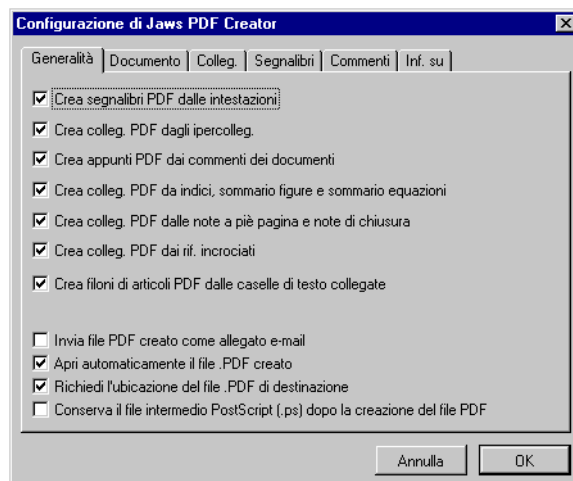 Configurazione di Jaws PDF Creator
Generalità Documento Colleg. Segnalibri Commenti Inf. su
Crea segnalibri PDF dalle intestazioni
Crea colleg. PDF dagli ipercolleg.
Crea appunti PDF dai commenti dei documenti
Crea colleg. PDF da indici, sommario figure e sommario equazioni
Crea colleg. PDF dalle note a piè pagina e note di chiusura
Crea colleg. PDF dai rif. incrociati
Crea filoni di articoli PDF dalle caselle di testo collegate
Invia file PDF creato come allegato e-mail
Apri automaticamente il file .PDF creato
Richiedi l'ubicazione del file .PDF di destinazione
Conserva il file intermedio PostScript (.ps) dopo la creazione del file PDF
Annulla OK